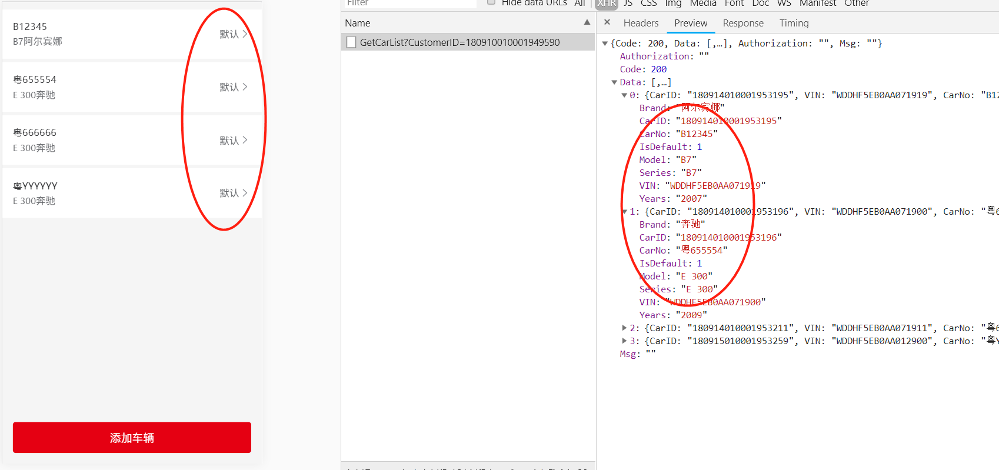 B12345
B7阿尔宾娜
默认
粤655554
E 300奔驰
默认
粤666666
E 300奔驰
默认
粤YYYYYY
E 300奔驰
默认
添加车辆
Filter
Hide data URLs All XHR JS CSS Img Media Font Doc WS Manifest Other
Name
GetCarList?CustomerID=180910010001949590
Headers Preview Response Timing
{Code: 200, Data: [,…], Authorization: "", Msg: ""}
Authorization: ""
Code: 200
Data: [,…]
0: {CarID: "180914010001953195", VIN: "WDDHF5EB0AA071919", CarNo: "B12
Brand: "阿尔宾娜"
CarID: "180914010001953195"
CarNo: "B12345"
IsDefault: 1
Model: "B7"
Series: "B7"
VIN: "WDDHF5EB0AA071919"
Years: "2007"
1: {CarID: "180914010001953196", VIN: "WDDHF5EB0AA071900", CarNo: "粤6
Brand: "奔驰"
CarID: "180914010001953196"
CarNo: "粤655554"
IsDefault: 1
Model: "E 300"
Series: "E 300"
VIN: "WDDHF5EB0AA071900"
Years: "2009"
2: {CarID: "180914010001953211", VIN: "WDDHF5EB0AA071911", CarNo: "粤6
3: {CarID: "180915010001953259", VIN: "WDDHF5EB0AA012900", CarNo: "粤Y
Msg: ""